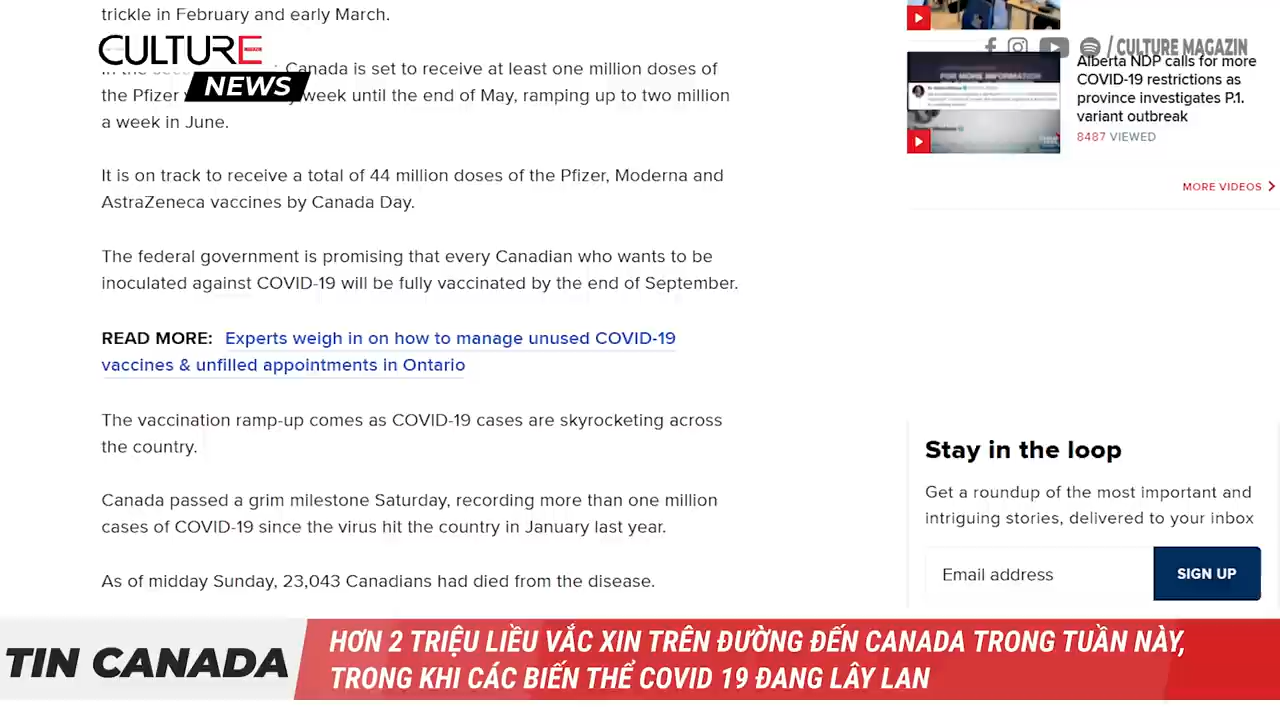 trickle in February and early March.
CULTURE
NEWS
Canada is set to receive at least one million doses of
the Pfizer week until the end of May, ramping up to two million
a week in June.
It is on track to receive a total of 44 million doses of the Pfizer, Moderna and
AstraZeneca vaccines by Canada Day.
The federal government is promising that every Canadian who wants to be
inoculated against COVID-19 will be fully vaccinated by the end of September.
READ MORE: Experts weigh in on how to manage unused COVID-19
vaccines & unfilled appointments in Ontario
The vaccination ramp-up comes as COVID-19 cases are skyrocketing across
the country.
Canada passed a grim milestone Saturday, recording more than one million
cases of COVID-19 since the virus hit the country in January last year.
As of midday Sunday, 23,043 Canadians had died from the disease.
/ CULTURE MAGAZIN
FOR MORE INFORMATION
Alberta NDP calls for more
COVID-19 restrictions as
province investigates P.1.
variant outbreak
8487 VIEWED
MORE VIDEOS
Stay in the loop
Get a roundup of the most important and
intriguing stories, delivered to your inbox
Email address
SIGN UP
TIN CANADA
HƠN 2 TRIỆU LIỀU VẮC XIN TRÊN ĐƯỜNG ĐẾN CANADA TRONG TUẦN NÀY,
TRONG KHI CÁC BIẾN THỂ COVID 19 ĐANG LÂY LAN